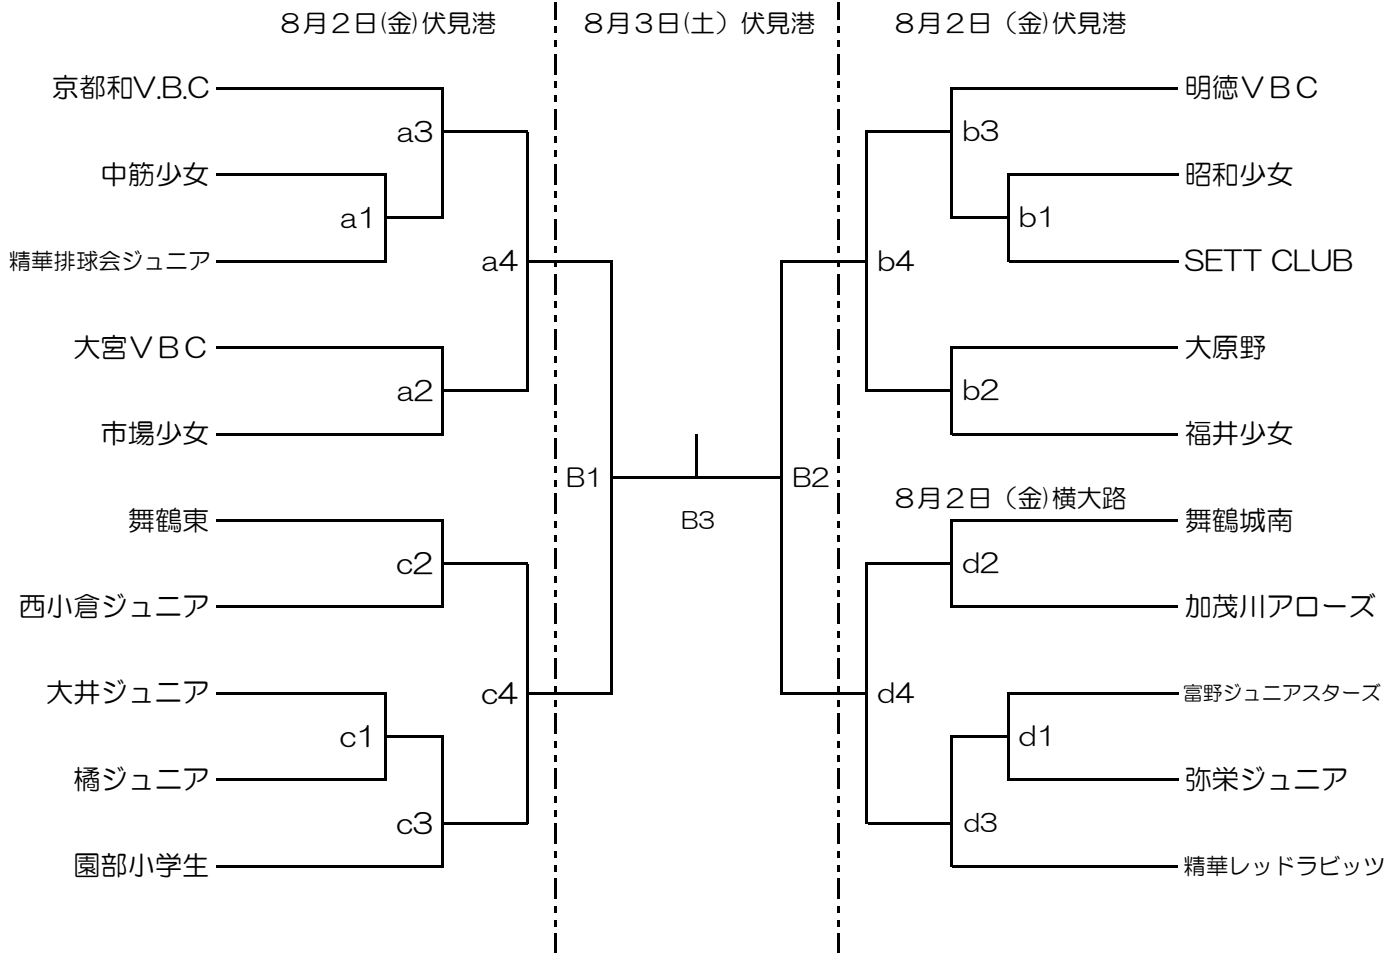 ８月２日(金)伏見港
８月３日(土）伏見港
８月２日（金)伏見港
京都和V.B.C
a3
中筋少女
a1
精華排球会ジュニア
a4
大宮ＶＢＣ
a2
市場少女
B1
舞鶴東
c2
西小倉ジュニア
大井ジュニア
c4
c1
橘ジュニア
c3
園部小学生
B3
明徳ＶＢＣ
b3
昭和少女
b1
SETT CLUB
b4
大原野
b2
福井少女
B2
８月２日（金)横大路
舞鶴城南
d2
加茂川アローズ
富野ジュニアスターズ
d4
d1
弥栄ジュニア
d3
精華レッドラビッツ